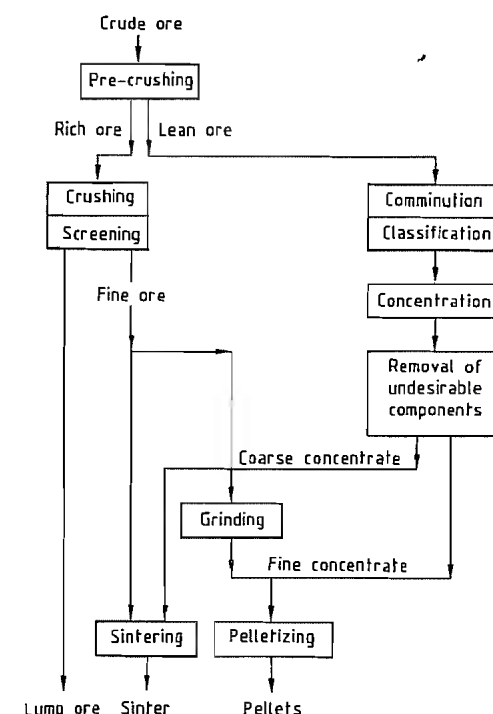 Crude ore
Pre-crushing
Rich ore
Lean ore
Crushing
Screening
Comminution
Classification
Fine ore
Concentration
Removal of
undesirable
components
Coarse concentrate
Grinding
Fine concentrate
Sintering
Pelletizing
Lump ore
Sinter
Pellets